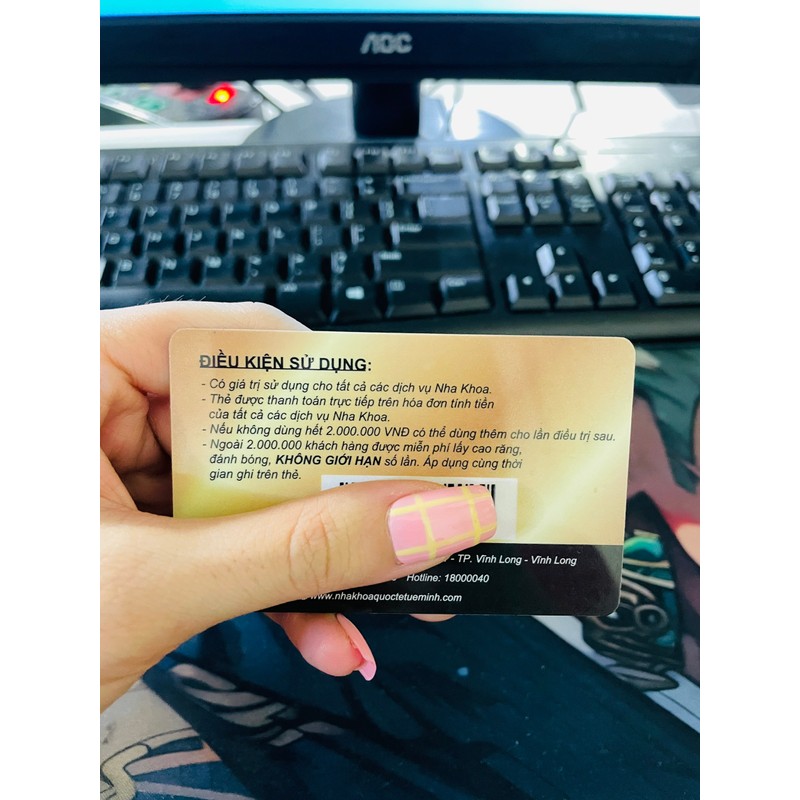 AOC
ĐIỀU KIỆN SỬ DỤNG:
- Có giá trị sử dụng cho tất cả các dịch vụ Nha Khoa.
- Thẻ được thanh toán trực tiếp trên hóa đơn tính tiền
của tất cả các dịch vụ Nha Khoa.
- Nếu không dùng hết 2.000.000 VNĐ có thể dùng thêm cho lần điều trị sau.
- Ngoài 2.000.000 khách hàng được miễn phí lấy cao răng,
đánh bóng, KHÔNG GIỚI HẠN số lần. Áp dụng cùng thời
gian ghi trên thẻ.
- TP. Vĩnh Long - Vĩnh Long
Hotline: 18000040
www.nhakhoaquoctetueminh.com